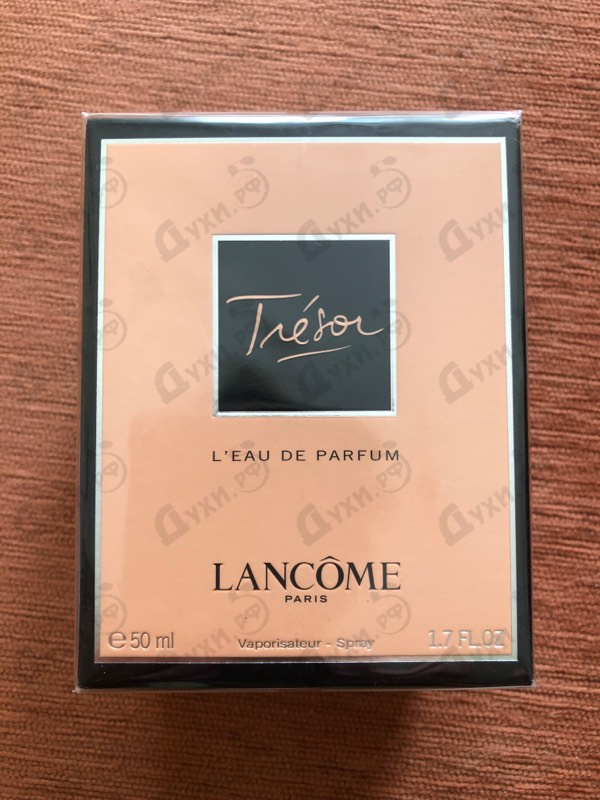 Trésor
L'EAU DE PARFUM
LANCÔME
PARIS
e 50 ml Vaporisateur - Spray 1.7 FL.OZ
Духи.рф